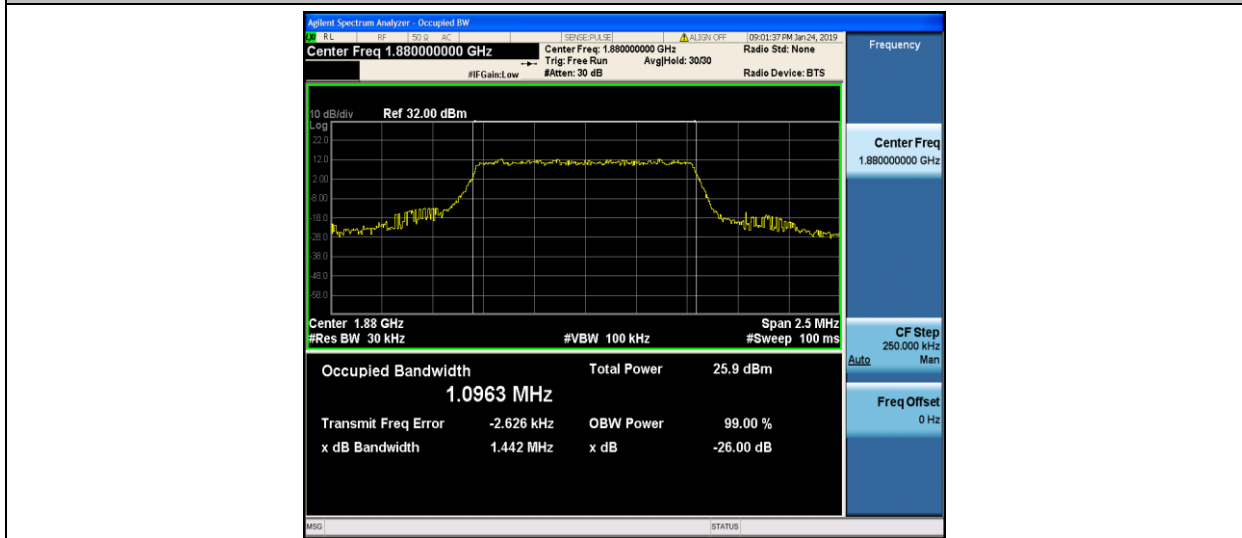 Agilent Spectrum Analyzer - Occupied BW
RL RF 50 Ω AC SENSE:PULSE ALIGN OFF 09:01:37 PM Jan 24, 2019
Center Freq 1.880000000 GHz Center Freq: 1.880000000 GHz Radio Std: None
Trig: Free Run Avg|Hold: 30/30
#IFGain:Low #Atten: 30 dB Radio Device: BTS
Frequency
10 dB/div Ref 32.00 dBm
Log
22.0
12.0
2.00
-8.00
-18.0
-28.0
-38.0
-48.0
-58.0
Center 1.88 GHz Span 2.5 MHz
#Res BW 30 kHz #VBW 100 kHz #Sweep 100 ms
Occupied Bandwidth Total Power 25.9 dBm
1.0963 MHz
Transmit Freq Error -2.626 kHz OBW Power 99.00 %
x dB Bandwidth 1.442 MHz x dB -26.00 dB
Center Freq
1.880000000 GHz
CF Step
250.000 kHz
Auto Man
Freq Offset
0 Hz
MSG STATUS